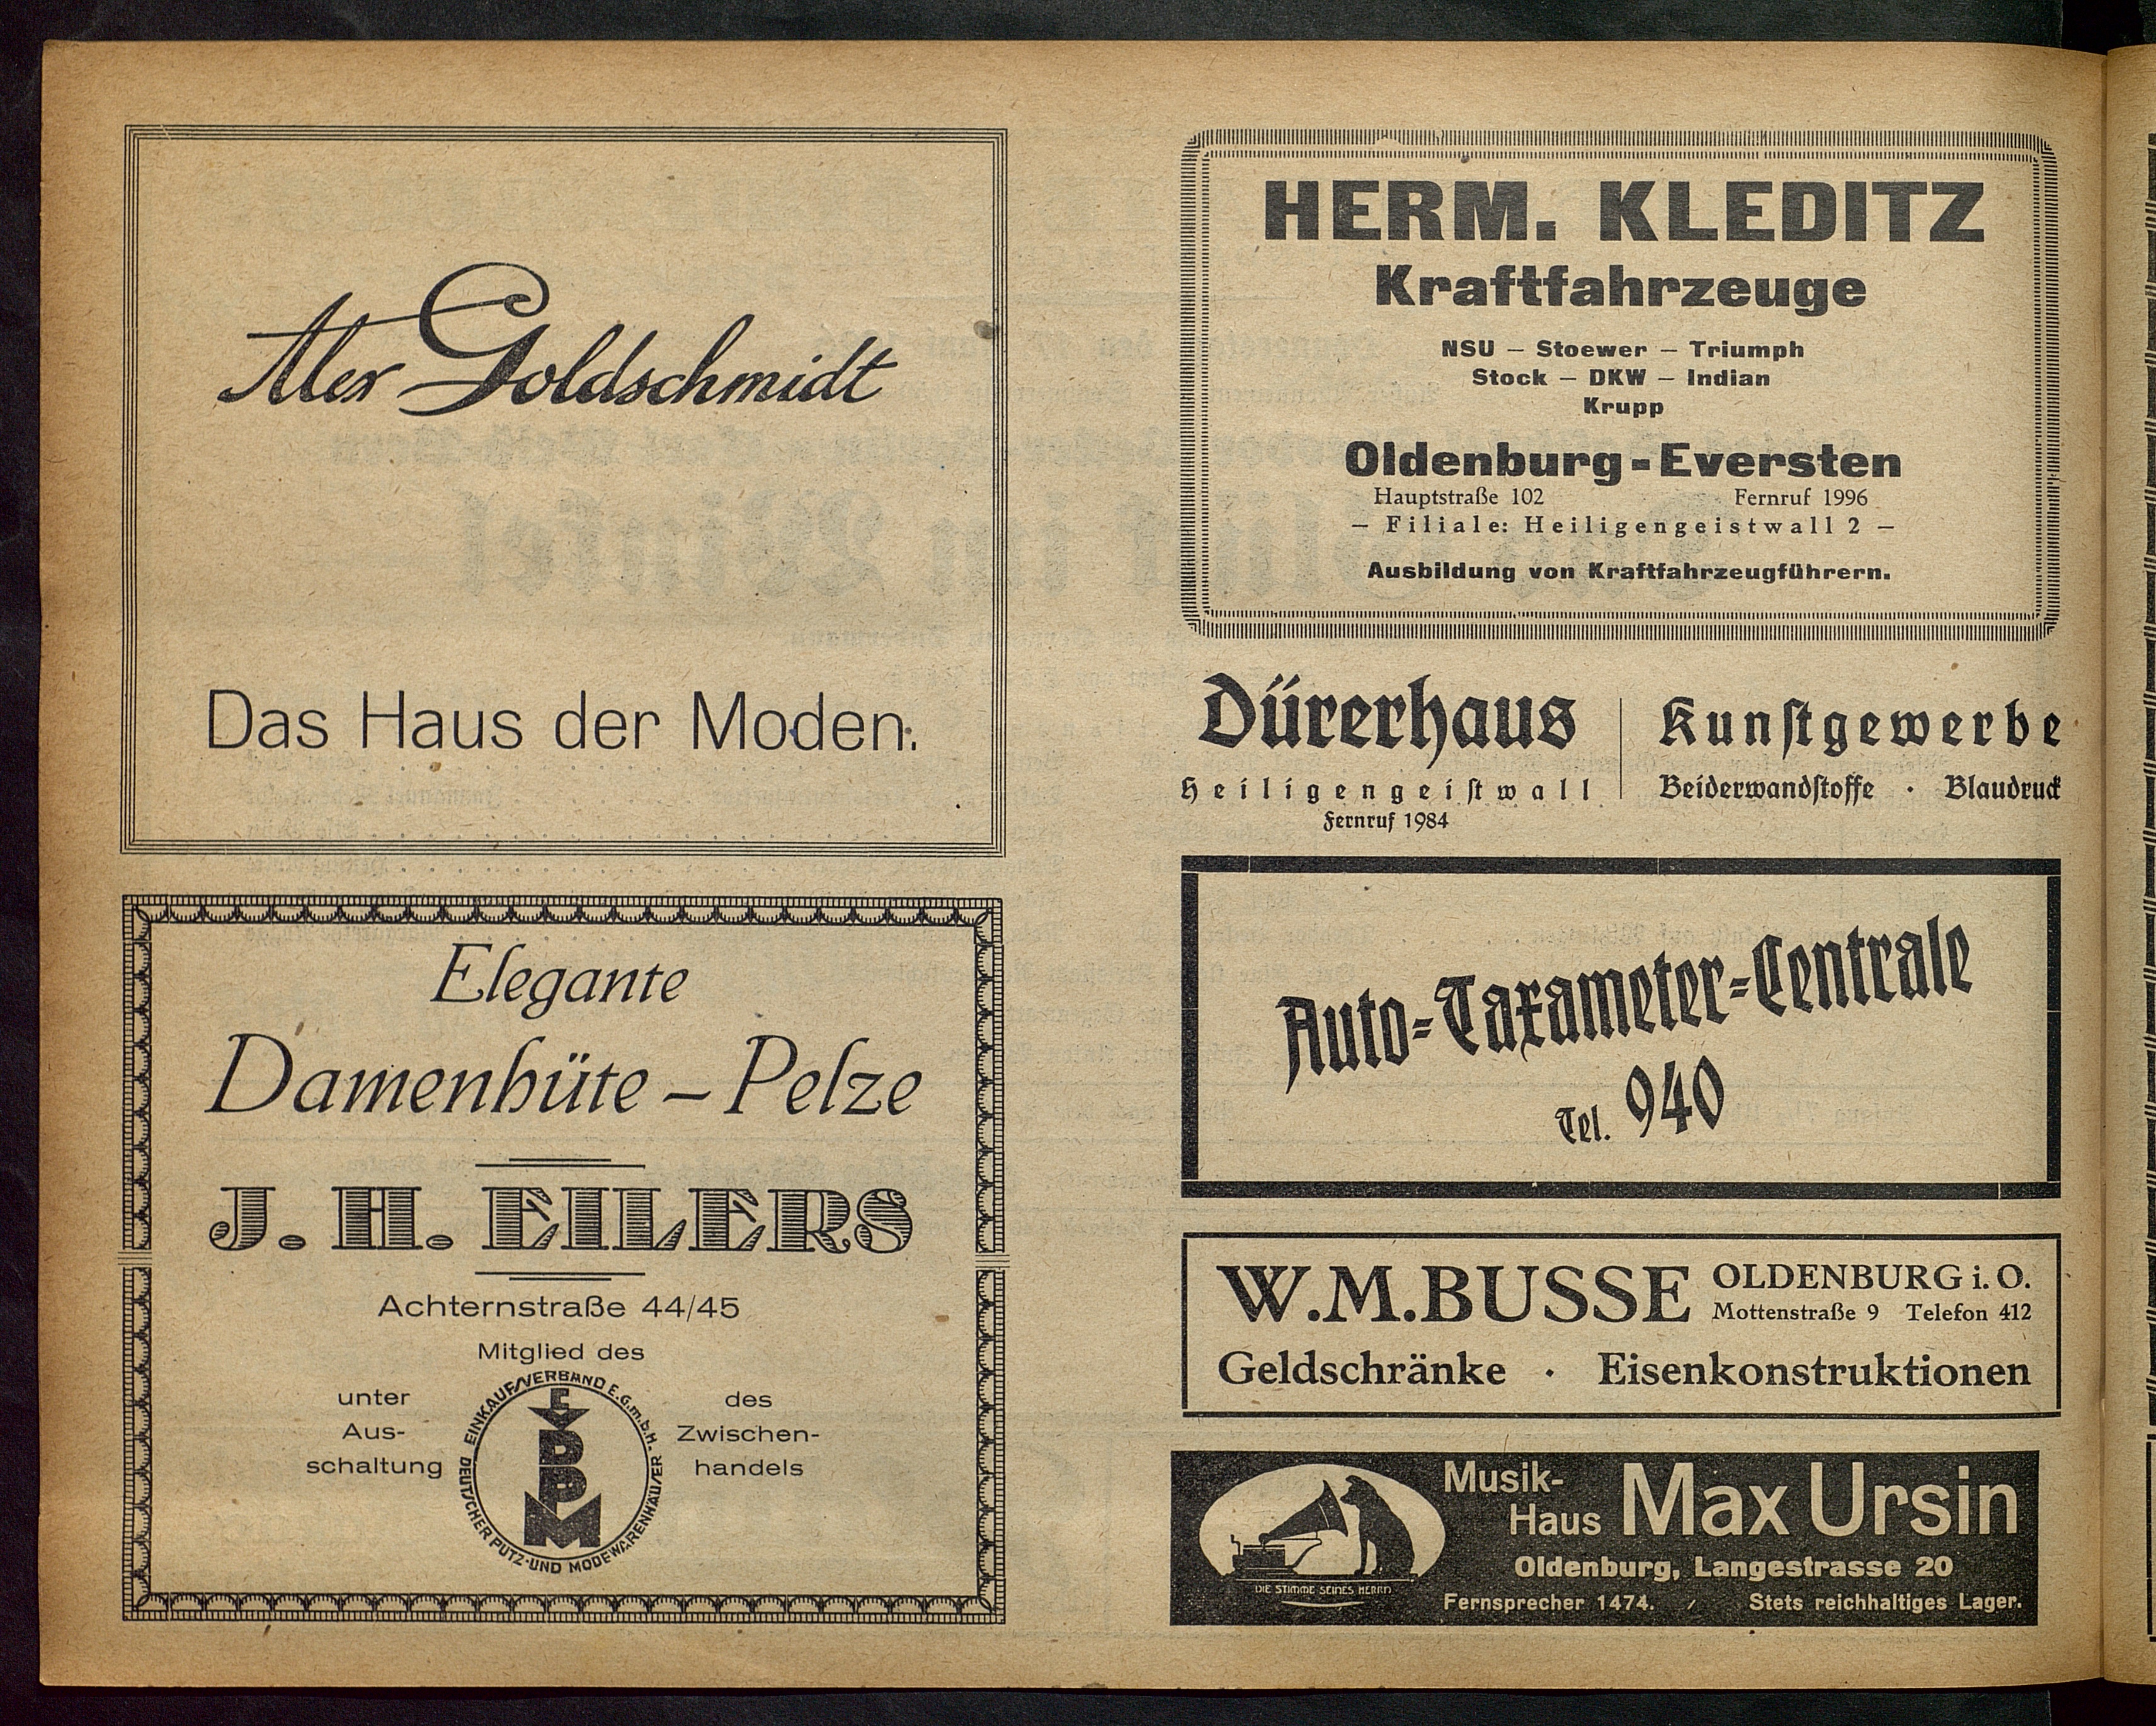 Alex Goldschmidt
Das Haus der Moden.
Elegante
Damenhüte – Pelze
J. H. EILERS
Achternstraße 44/45
Mitglied des
unter
Aus-
schaltung
DEUTSCHER PUTZ-UND MODEWARENHÄUSER
EINKAUFSVERBAND E.G.m.b.H.
EVDPM
des
Zwischen-
handels
HERM. KLEDITZ
Kraftfahrzeuge
NSU – Stoewer – Triumph
Stock – DKW – Indian
Krupp
Oldenburg-Eversten
Hauptstraße 102 Fernruf 1996
– Filiale: Heiligengeistwall 2 –
Ausbildung von Kraftfahrzeugführern.
Dürerhaus
Heiligengeistwall
Fernruf 1984
Kunstgewerbe
Beiderwandstoffe · Blaudruck
Auto-Taxameter-Centrale
Tel. 940
W.M.BUSSE OLDENBURG i. O.
Mottenstraße 9 Telefon 412
Geldschränke · Eisenkonstruktionen
DIE STIMME SEINES HERRN
Musik-
Haus Max Ursin
Oldenburg, Langestrasse 20
Fernsprecher 1474. / Stets reichhaltiges Lager.